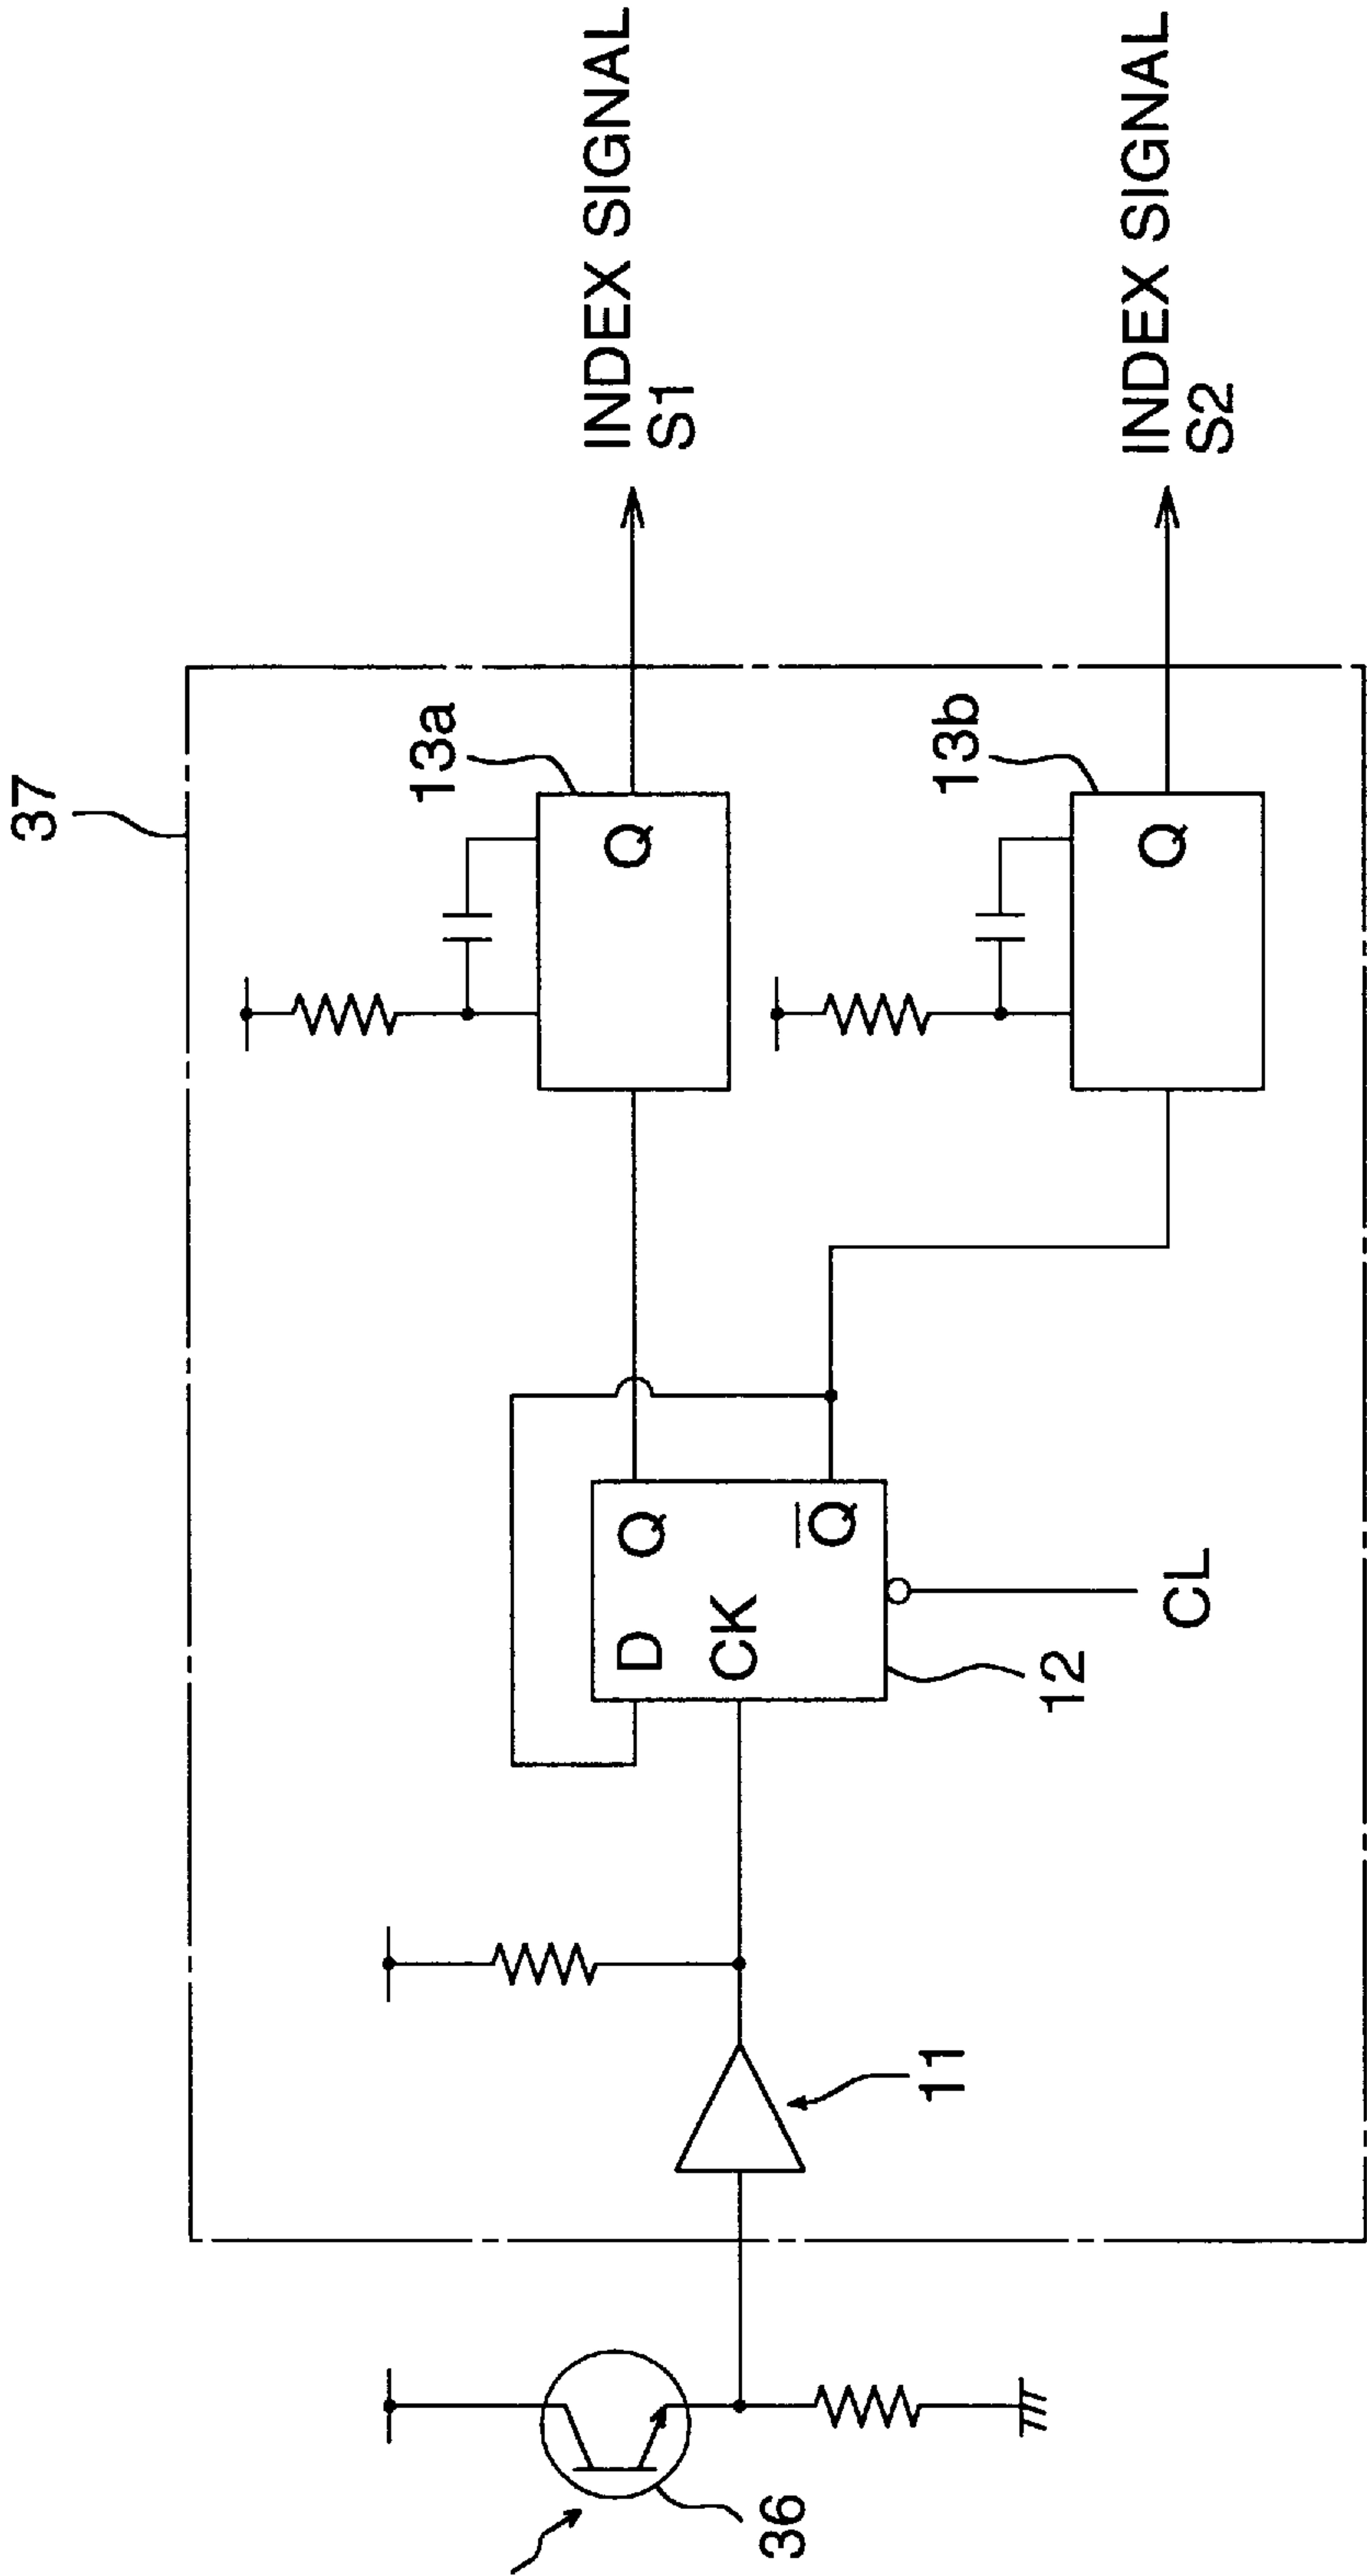 37
13a
Q
INDEX SIGNAL
S1
13b
Q
INDEX SIGNAL
S2
D Q
CK
Q̅
12
CL
11
36